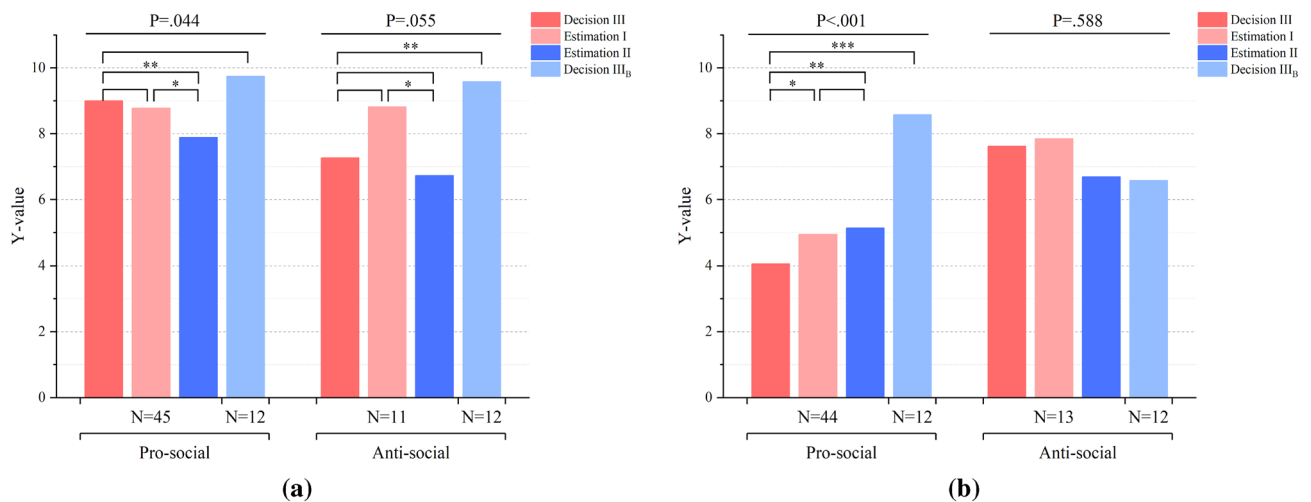 P=.044
P=.055
Decision III
Estimation I
Estimation II
Decision III_B
**
**
**
*
*
10
8
6
4
2
0
Y-value
N=45
N=12
N=11
N=12
Pro-social
Anti-social
(a)
P<.001
P=.588
Decision III
Estimation I
Estimation II
Decision III_B
***
**
*
10
8
6
4
2
0
Y-value
N=44
N=12
N=13
N=12
Pro-social
Anti-social
(b)